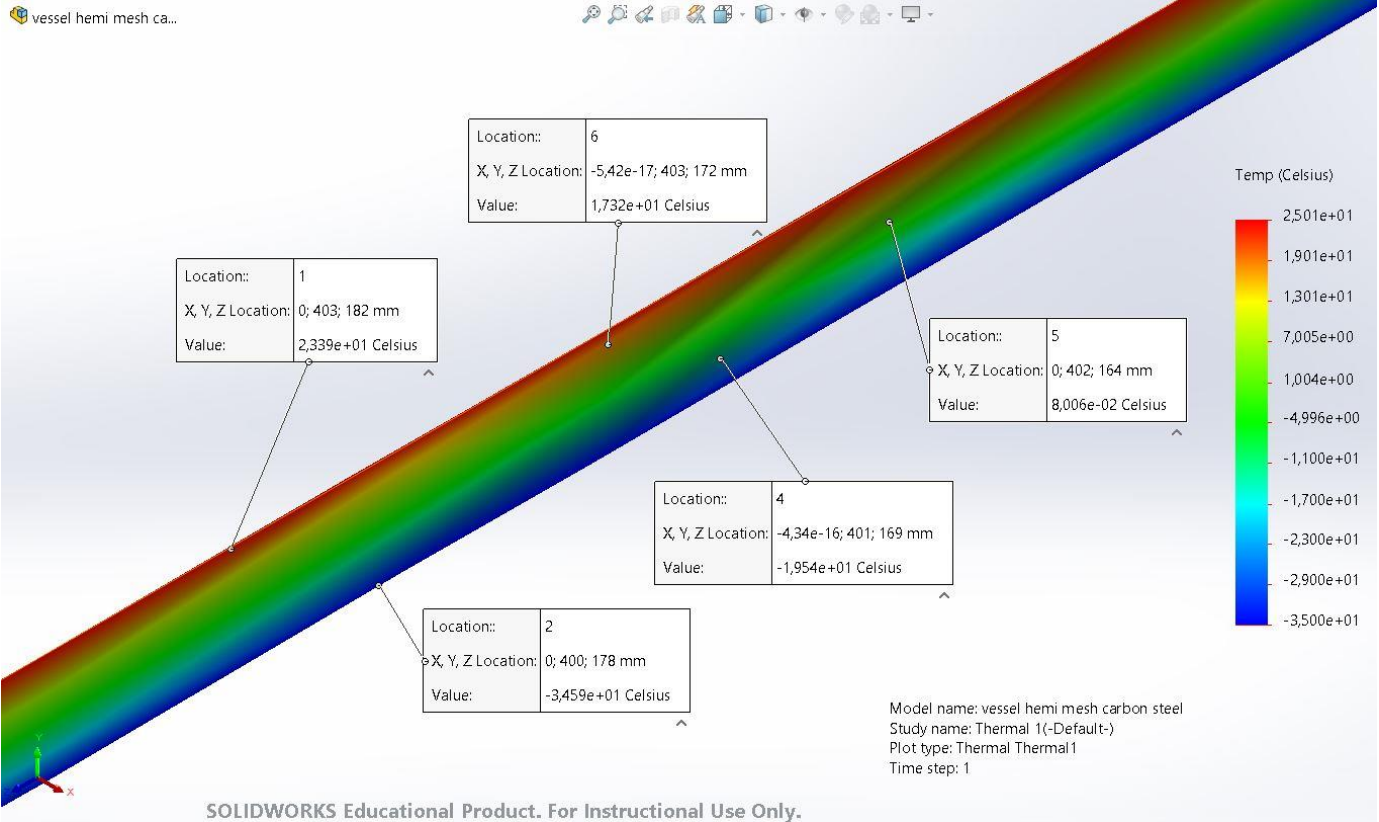 vessel hemi mesh ca...
Location:: 6
X, Y, Z Location: -5,42e-17; 403; 172 mm
Value: 1,732e+01 Celsius
Temp (Celsius)
2,501e+01
1,901e+01
1,301e+01
7,005e+00
1,004e+00
-4,996e+00
-1,100e+01
-1,700e+01
-2,300e+01
-2,900e+01
-3,500e+01
Location:: 1
X, Y, Z Location: 0; 403; 182 mm
Value: 2,339e+01 Celsius
Location:: 5
X, Y, Z Location: 0; 402; 164 mm
Value: 8,006e-02 Celsius
Location:: 4
X, Y, Z Location: -4,34e-16; 401; 169 mm
Value: -1,954e+01 Celsius
Location:: 2
X, Y, Z Location: 0; 400; 178 mm
Value: -3,459e+01 Celsius
Model name: vessel hemi mesh carbon steel
Study name: Thermal 1(-Default-)
Plot type: Thermal Thermal1
Time step: 1
Y
X
SOLIDWORKS Educational Product. For Instructional Use Only.